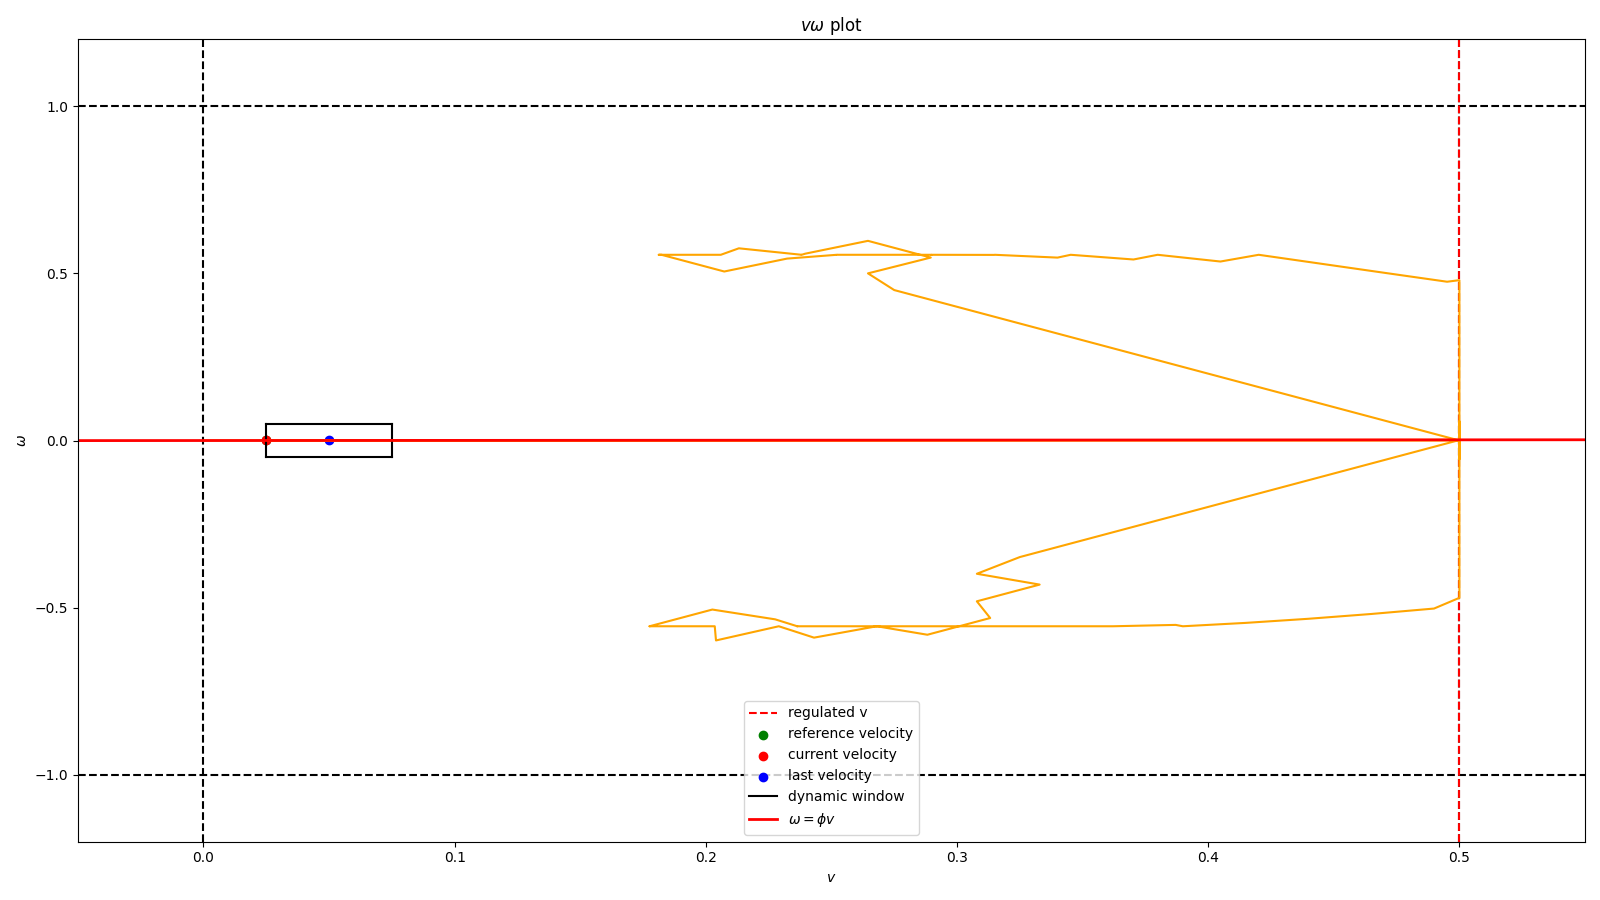 vω plot
1.0
0.5
0.0
−0.5
−1.0
ω
regulated v
reference velocity
current velocity
last velocity
dynamic window
ω = ϕv
0.0 0.1 0.2 0.3 0.4 0.5
v